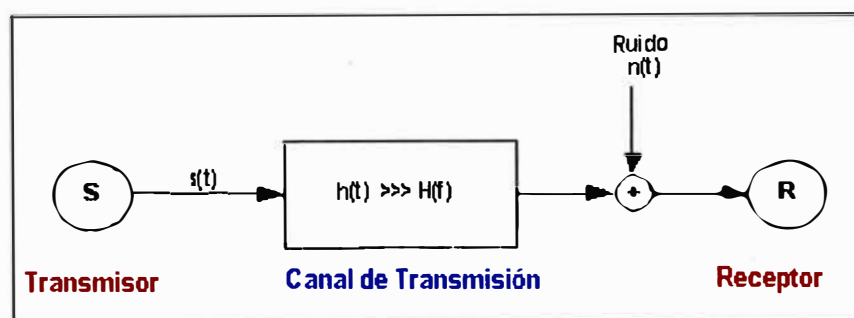 Ruido
n(t)
S
s(t)
h(t) >>> H(f)
+
R
Transmisor
Canal de Transmisión
Receptor